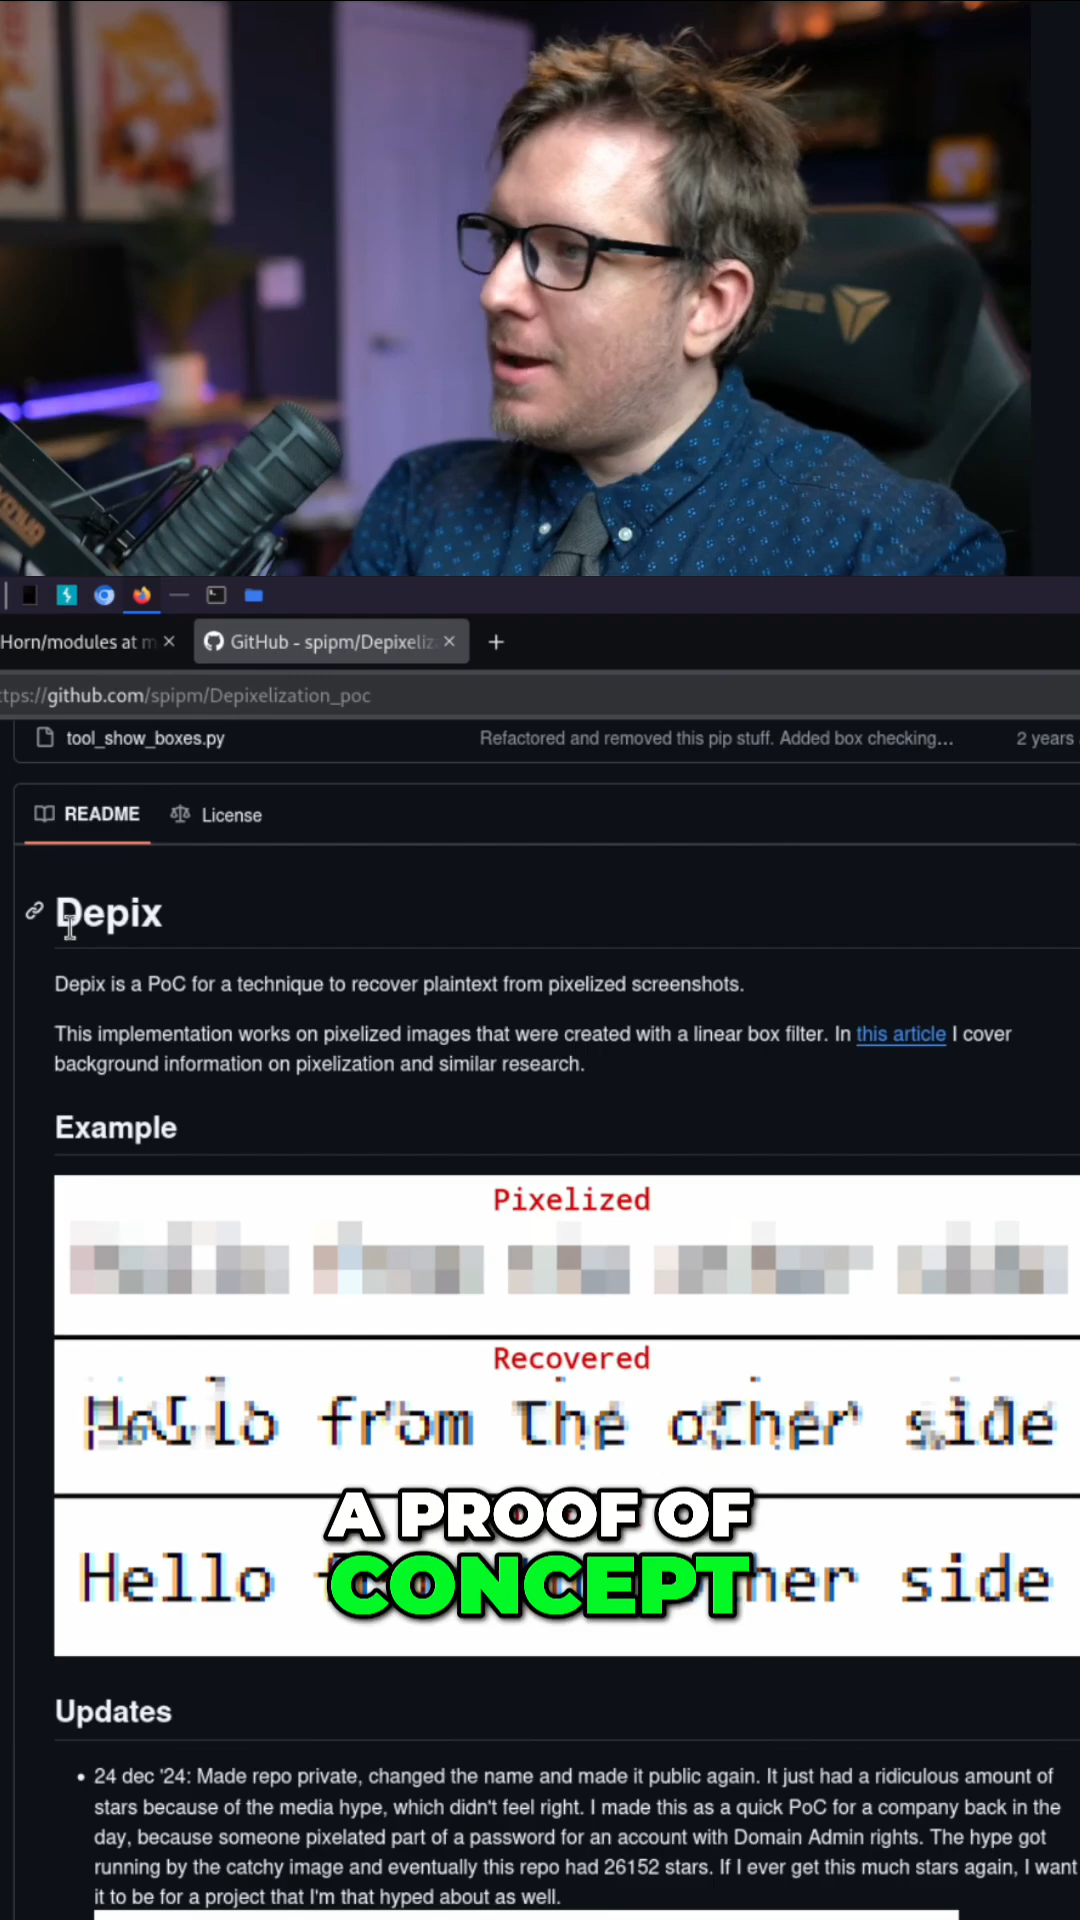 Horn/modules at m
GitHub - spipm/Depixeliz
tps://github.com/spipm/Depixelization_poc
tool_show_boxes.py Refactored and removed this pip stuff. Added box checking... 2 years
README License
Depix
Depix is a PoC for a technique to recover plaintext from pixelized screenshots.
This implementation works on pixelized images that were created with a linear box filter. In this article I cover
background information on pixelization and similar research.
Example
Pixelized
Recovered
Hello from the other side
A PROOF OF
CONCEPT
Hello f her side
Updates
• 24 dec '24: Made repo private, changed the name and made it public again. It just had a ridiculous amount of
stars because of the media hype, which didn't feel right. I made this as a quick PoC for a company back in the
day, because someone pixelated part of a password for an account with Domain Admin rights. The hype got
running by the catchy image and eventually this repo had 26152 stars. If I ever get this much stars again, I want
it to be for a project that I'm that hyped about as well.